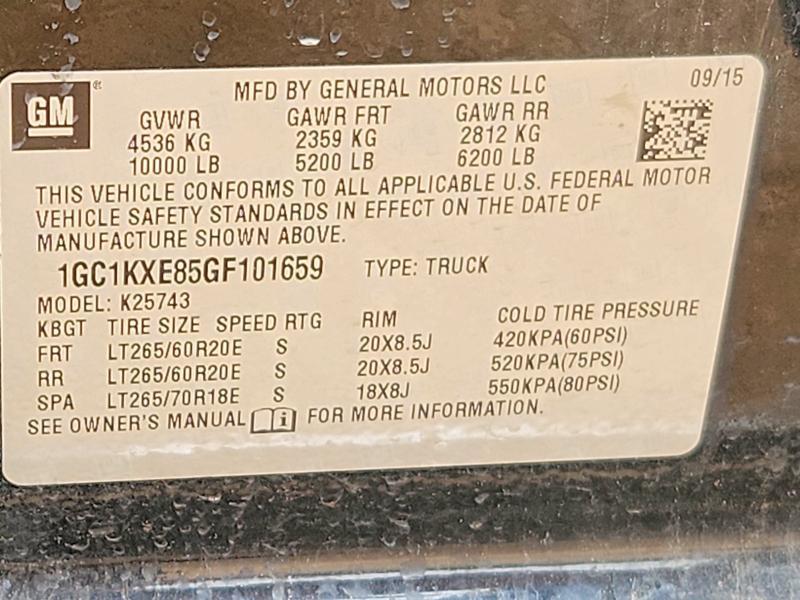 GM ® MFD BY GENERAL MOTORS LLC 09/15
GVWR GAWR FRT GAWR RR
4536 KG 2359 KG 2812 KG
10000 LB 5200 LB 6200 LB
THIS VEHICLE CONFORMS TO ALL APPLICABLE U.S. FEDERAL MOTOR
VEHICLE SAFETY STANDARDS IN EFFECT ON THE DATE OF
MANUFACTURE SHOWN ABOVE.
1GC1KXE85GF101659 TYPE: TRUCK
MODEL: K25743
KBGT TIRE SIZE SPEED RTG RIM COLD TIRE PRESSURE
FRT LT265/60R20E S 20X8.5J 420KPA(60PSI)
RR LT265/60R20E S 20X8.5J 520KPA(75PSI)
SPA LT265/70R18E S 18X8J 550KPA(80PSI)
SEE OWNER'S MANUAL i FOR MORE INFORMATION.